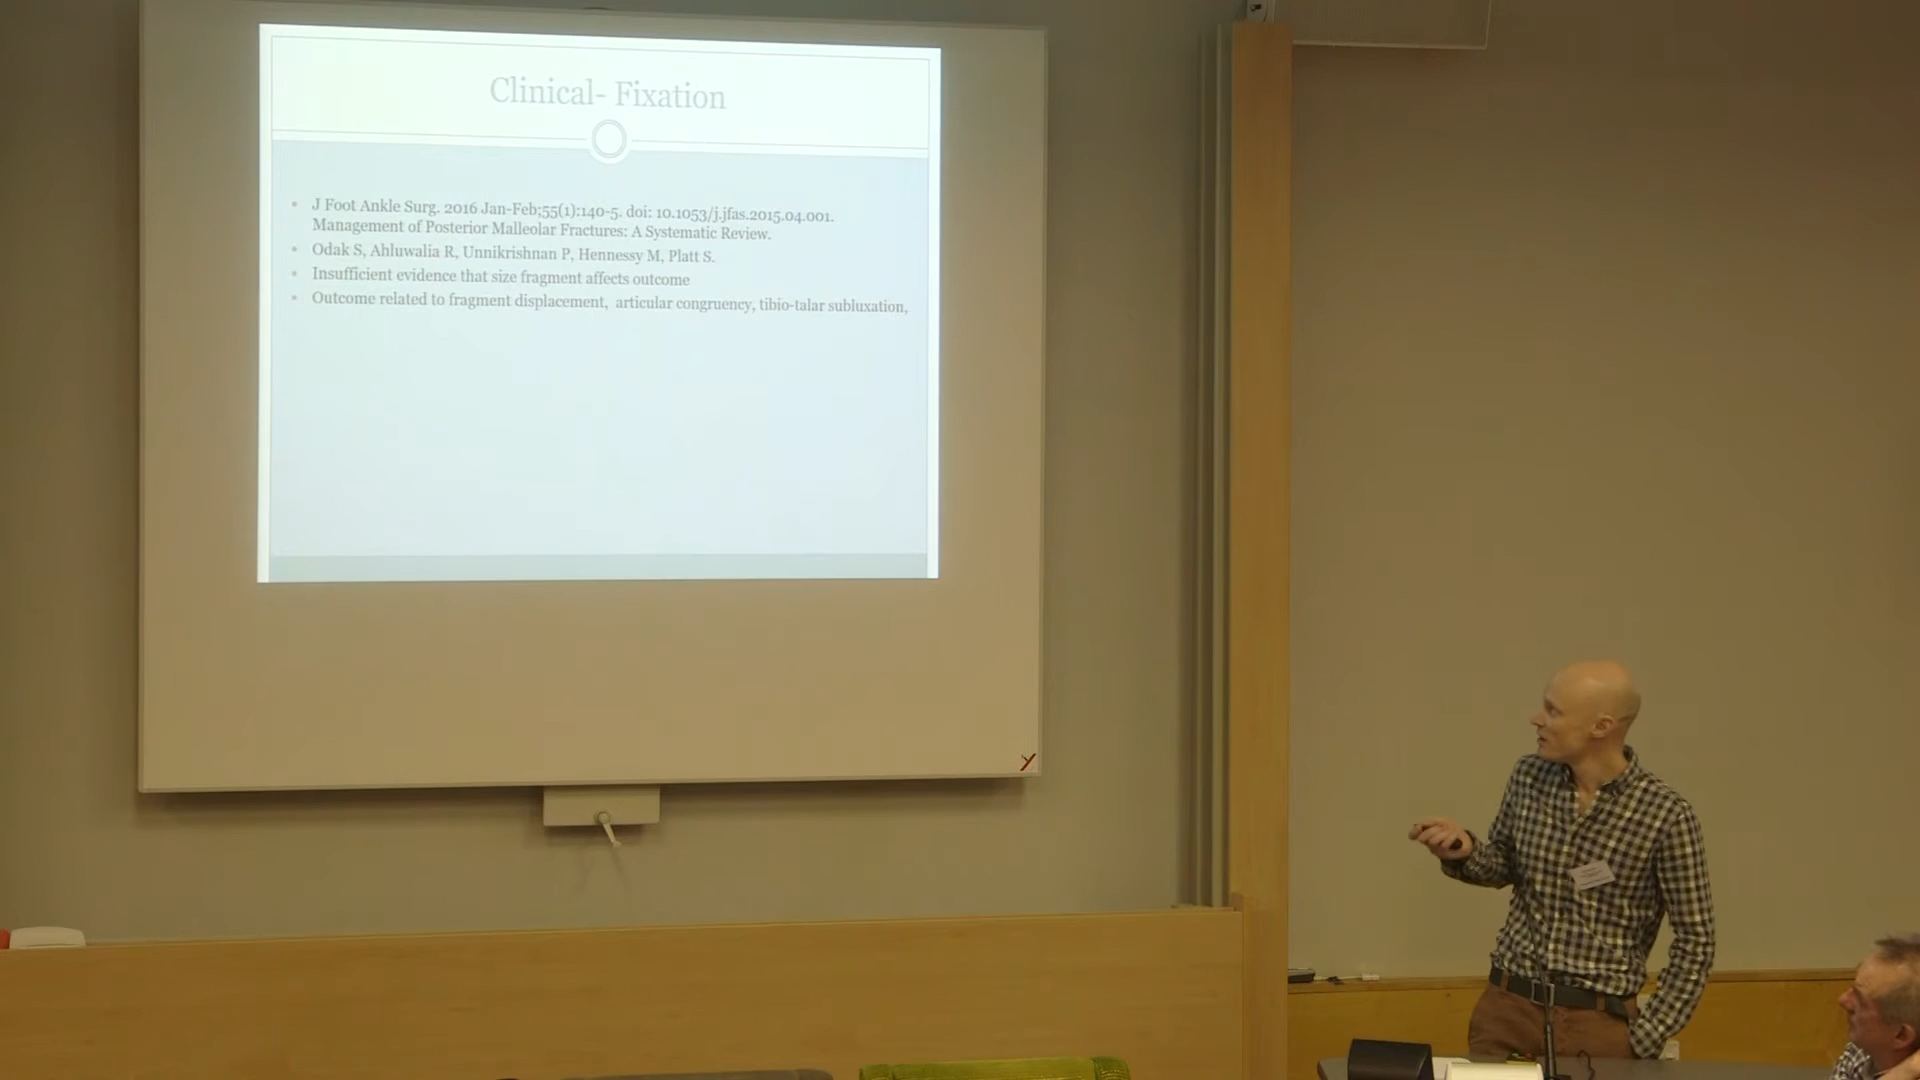 Clinical- Fixation
• J Foot Ankle Surg. 2016 Jan-Feb;55(1):140-5. doi: 10.1053/j.jfas.2015.04.001.
Management of Posterior Malleolar Fractures: A Systematic Review.
• Odak S, Ahluwalia R, Unnikrishnan P, Hennessy M, Platt S.
• Insufficient evidence that size fragment affects outcome
• Outcome related to fragment displacement, articular congruency, tibio-talar subluxation,